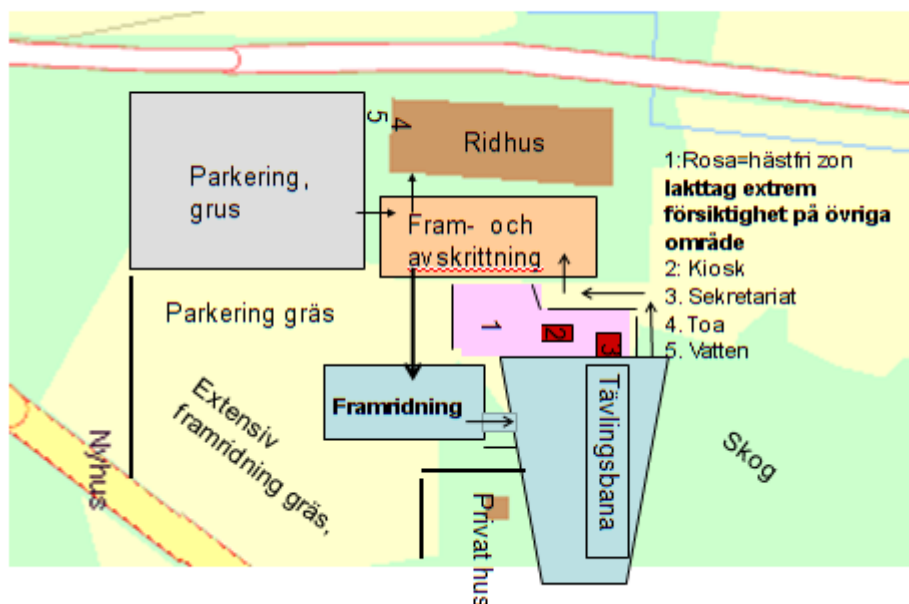 Parkering,
grus
5
4
Ridhus
Fram- och
avskrittning
1:Rosa=hästfri zon
Iakttag extrem
försiktighet på övriga
område
2: Kiosk
3. Sekretariat
4. Toa
5. Vatten
Parkering gräs
1
2
3
Extensiv
framridning gräs,
Framridning
Tävlingsbana
Skog
Nyhus
Privat hus